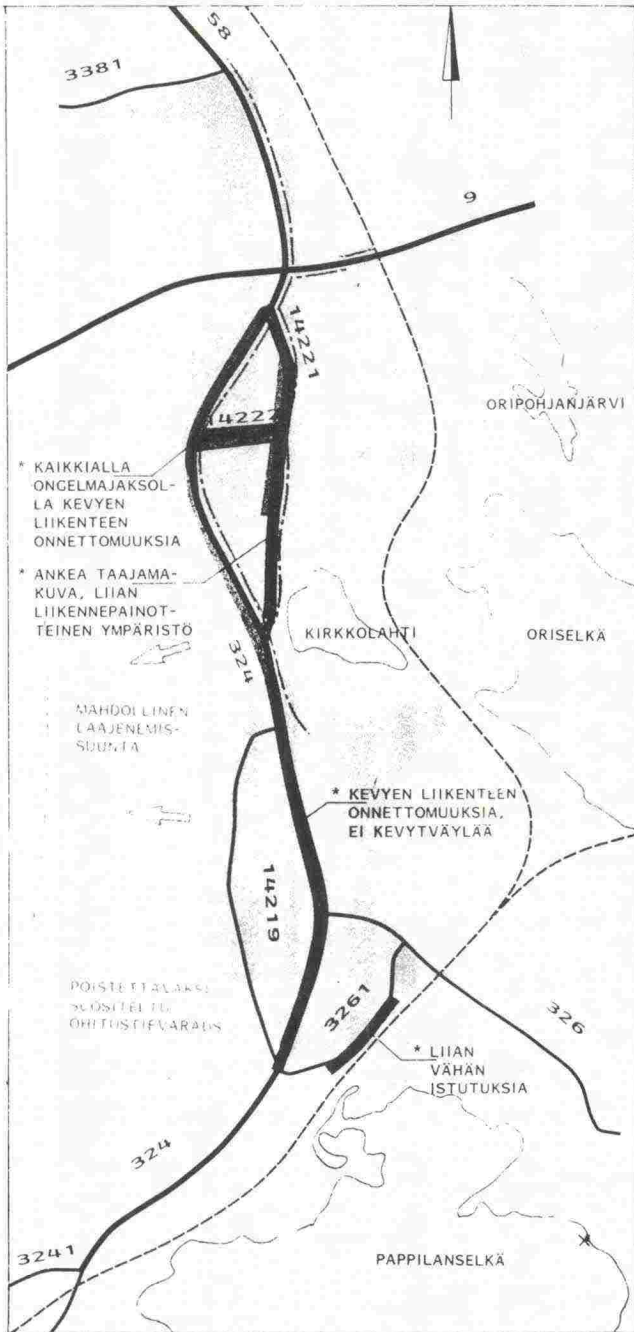 58
3381
9
14221
ORIPOHJANJÄRVI
14222
* KAIKKIALLA
ONGELMAJAKSOL-
LA KEVYEN
LIIKENTEEN
ONNETTOMUUKSIA
* ANKEA TAAJAMA-
KUVA, LIIAN
LIIKENNEPAINOT-
TEINEN YMPÄRISTÖ
KIRKKOLAHTI
ORISELKÄ
324
MAHDOLLINEN
LAAJENEMIS-
SUUNTA
* KEVYEN LIIKENTEEN
ONNETTOMUUKSIA,
EI KEVYTVÄYLÄÄ
14219
POISTETTAVAKSI
SUOSITELTU
OHITUSTIEVARAUS
3261
326
* LIIAN
VÄHÄN
ISTUTUKSIA
324
3241
PAPPILANSELKÄ